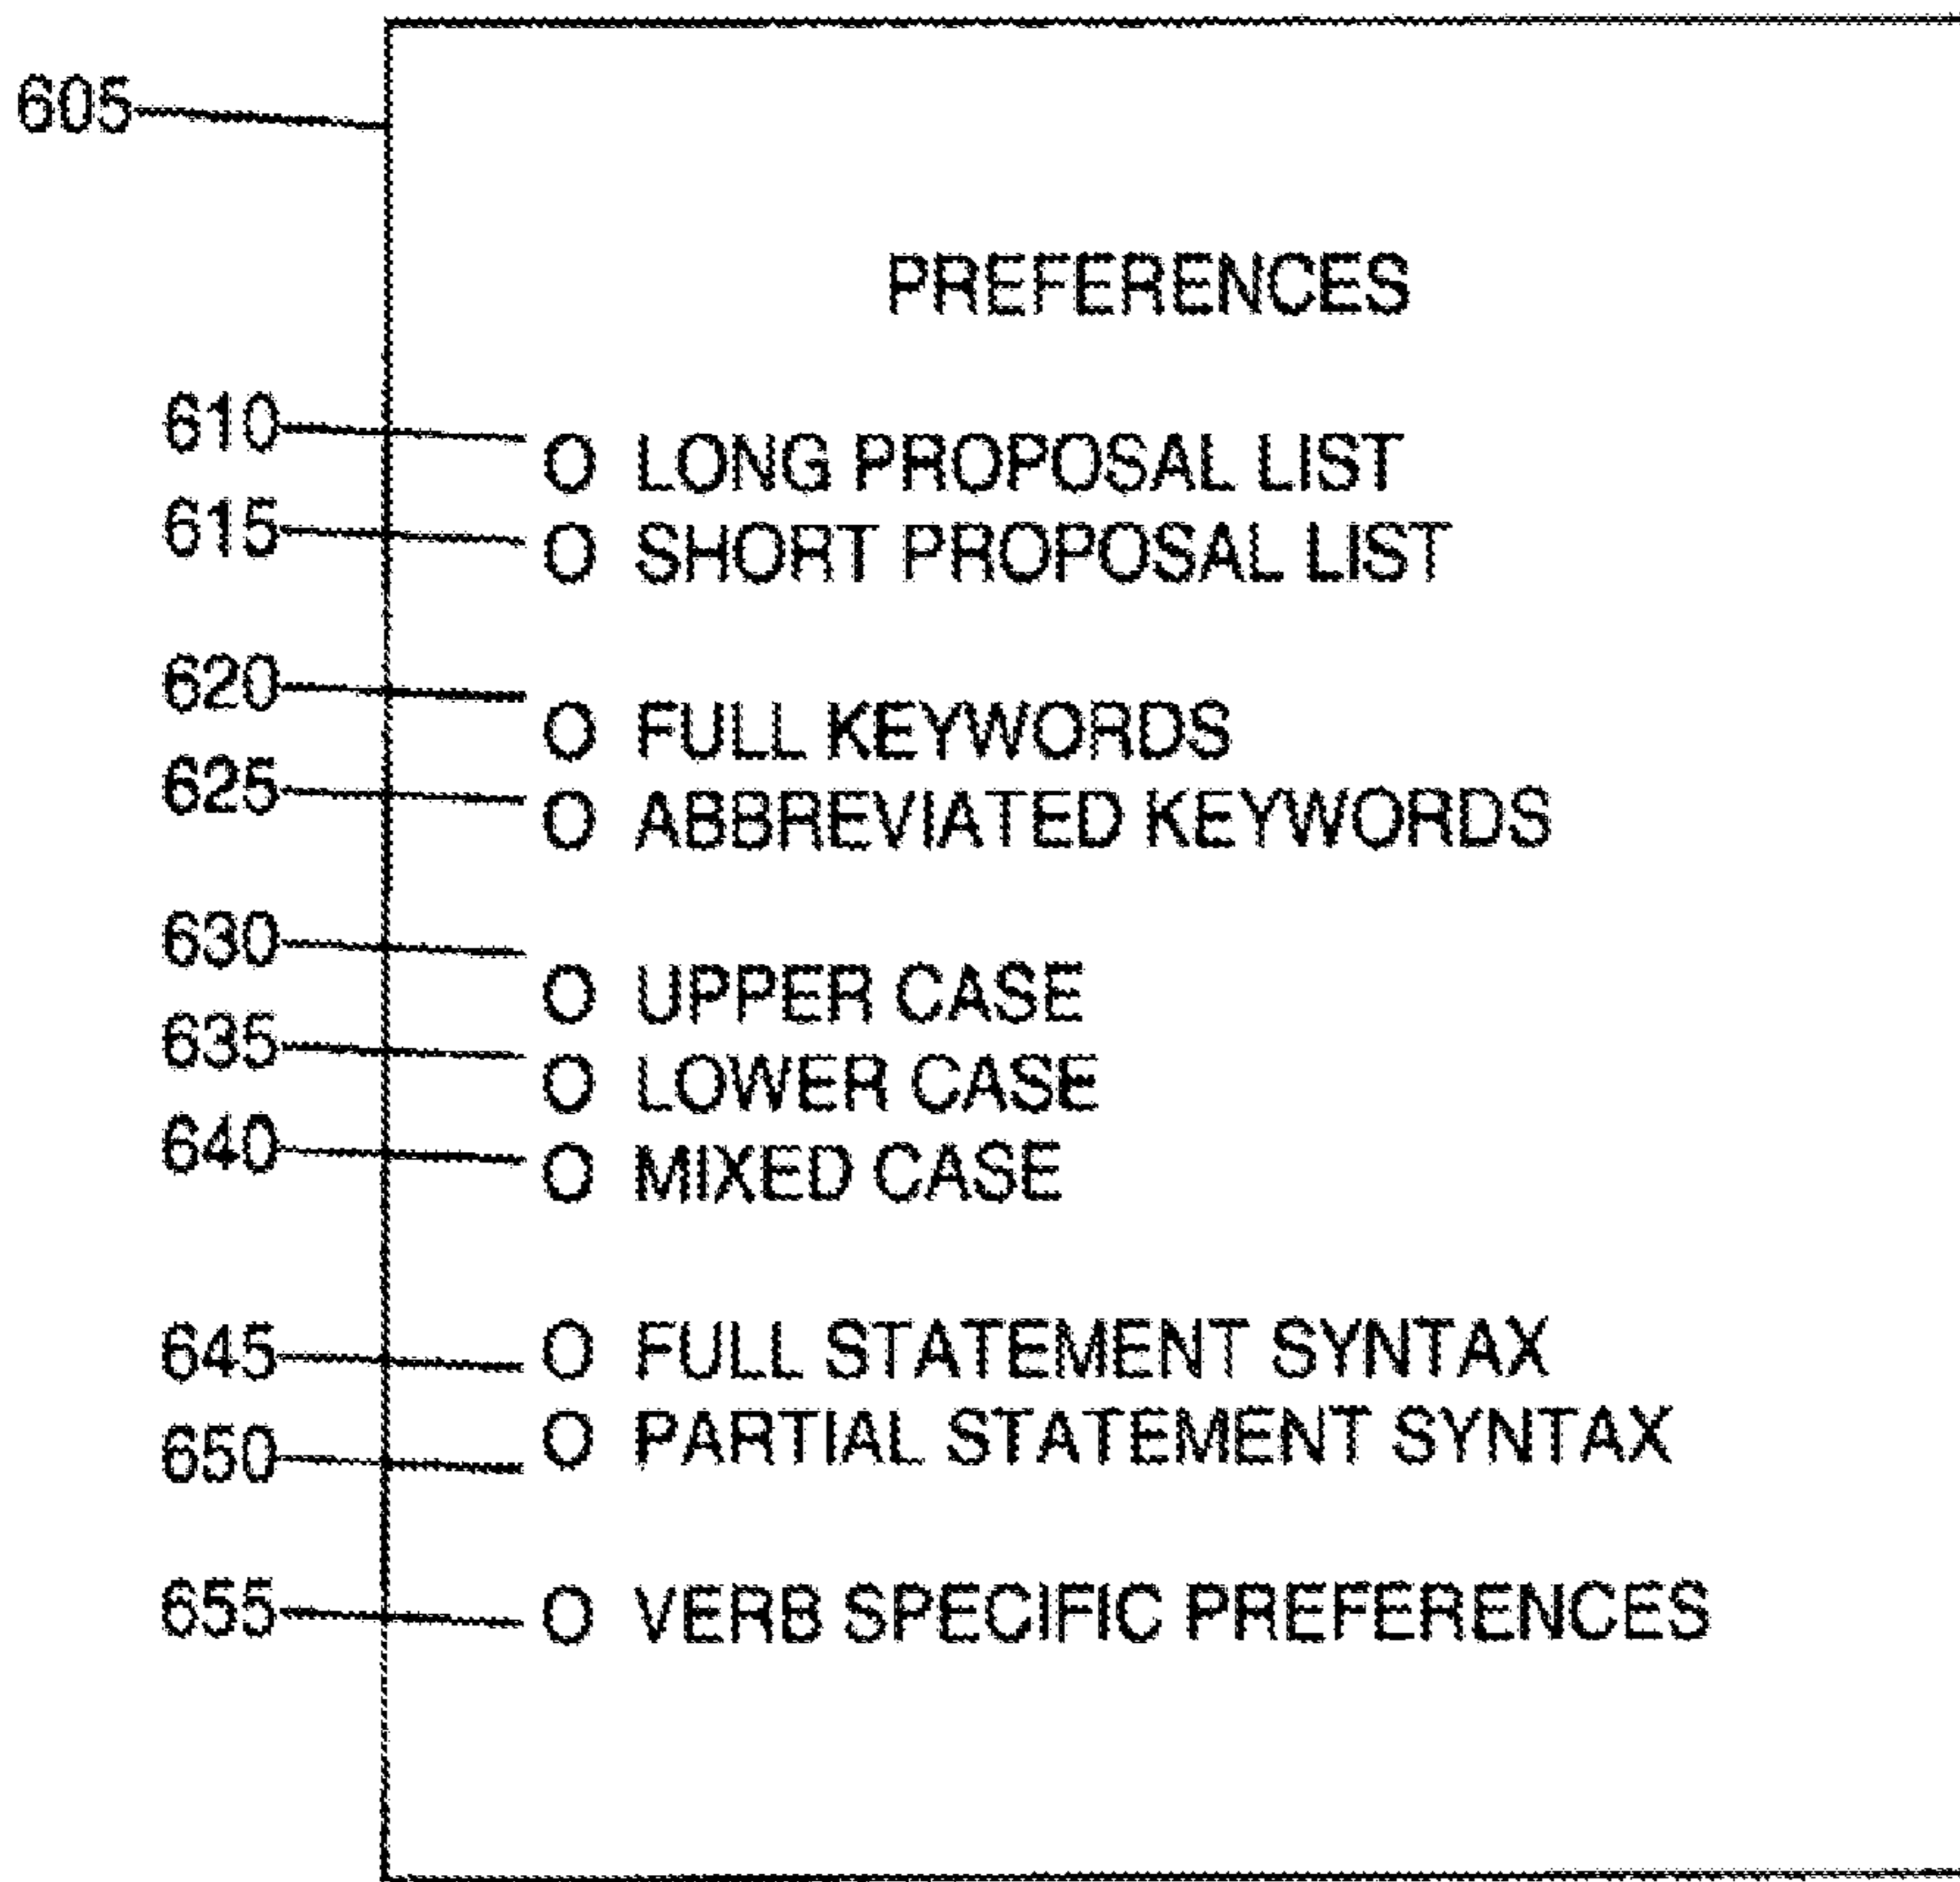 605
PREFERENCES
610 O LONG PROPOSAL LIST
615 O SHORT PROPOSAL LIST
620 O FULL KEYWORDS
625 O ABBREVIATED KEYWORDS
630 O UPPER CASE
635 O LOWER CASE
640 O MIXED CASE
645 O FULL STATEMENT SYNTAX
650 O PARTIAL STATEMENT SYNTAX
655 O VERB SPECIFIC PREFERENCES